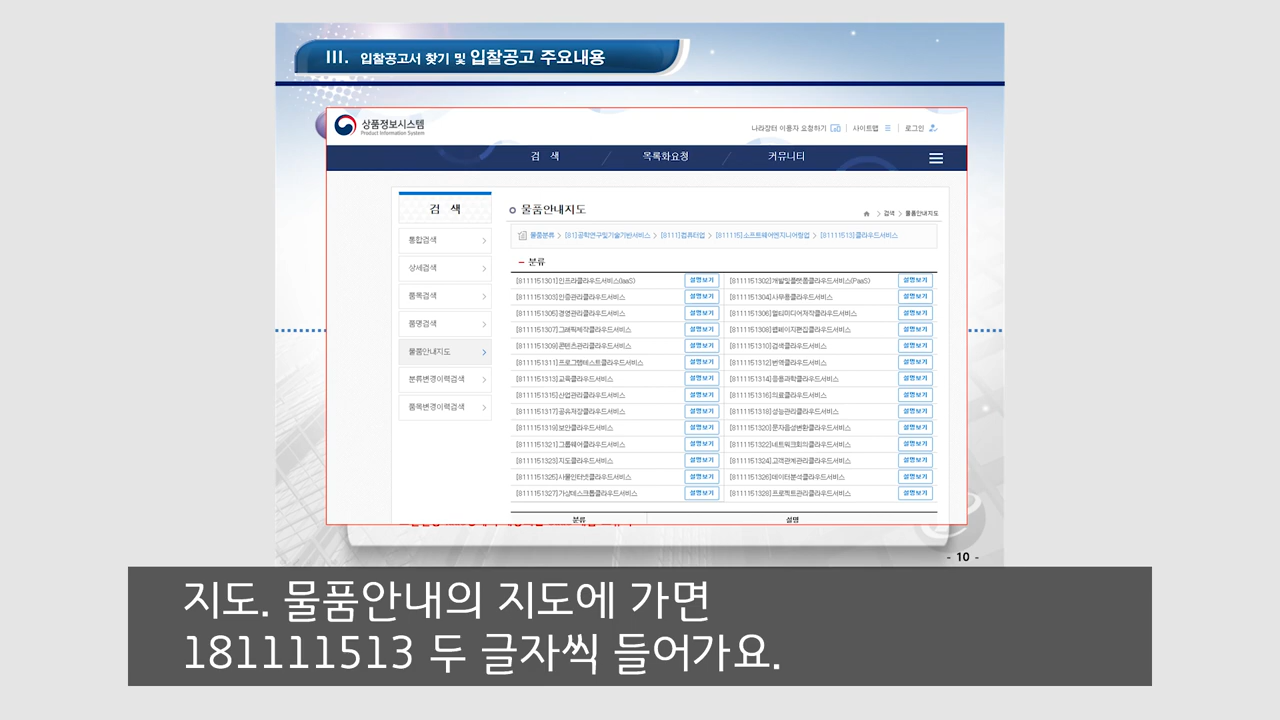 III. 입찰공고서 찾기 및 입찰공고 주요내용
상품정보시스템
Product Information System
나라장터 이용자 요청하기 사이트맵 로그인
검 색 목록화요청 커뮤니티
검 색
통합검색
상세검색
품목검색
품명검색
물품안내지도
분류변경이력검색
품목변경이력검색
물품안내지도
검색 > 물품안내지도
물품분류 > [81]공학연구및기술기반서비스 > [8111]컴퓨터업 > [811115]소프트웨어엔지니어링업 > [81111513]클라우드서비스
분류
[8111151301]인프라클라우드서비스(IaaS) 설명보기 [8111151302]개발및플랫폼클라우드서비스(PaaS) 설명보기
[8111151303]인증관리클라우드서비스 설명보기 [8111151304]사무용클라우드서비스 설명보기
[8111151305]경영관리클라우드서비스 설명보기 [8111151306]멀티미디어저작클라우드서비스 설명보기
[8111151307]그래픽제작클라우드서비스 설명보기 [8111151308]웹페이지편집클라우드서비스 설명보기
[8111151309]콘텐츠관리클라우드서비스 설명보기 [8111151310]검색클라우드서비스 설명보기
[8111151311]프로그램테스트클라우드서비스 설명보기 [8111151312]번역클라우드서비스 설명보기
[8111151313]교육클라우드서비스 설명보기 [8111151314]응용과학클라우드서비스 설명보기
[8111151315]산업관리클라우드서비스 설명보기 [8111151316]의료클라우드서비스 설명보기
[8111151317]공유저장클라우드서비스 설명보기 [8111151318]성능관리클라우드서비스 설명보기
[8111151319]보안클라우드서비스 설명보기 [8111151320]문자음성변환클라우드서비스 설명보기
[8111151321]그룹웨어클라우드서비스 설명보기 [8111151322]네트워크회의클라우드서비스 설명보기
[8111151323]지도클라우드서비스 설명보기 [8111151324]고객관계관리클라우드서비스 설명보기
[8111151325]사물인터넷클라우드서비스 설명보기 [8111151326]데이터분석클라우드서비스 설명보기
[8111151327]가상데스크톱클라우드서비스 설명보기 [8111151328]프로젝트관리클라우드서비스 설명보기
분류 설명
- 10 -
지도. 물품안내의 지도에 가면
181111513 두 글자씩 들어가요.